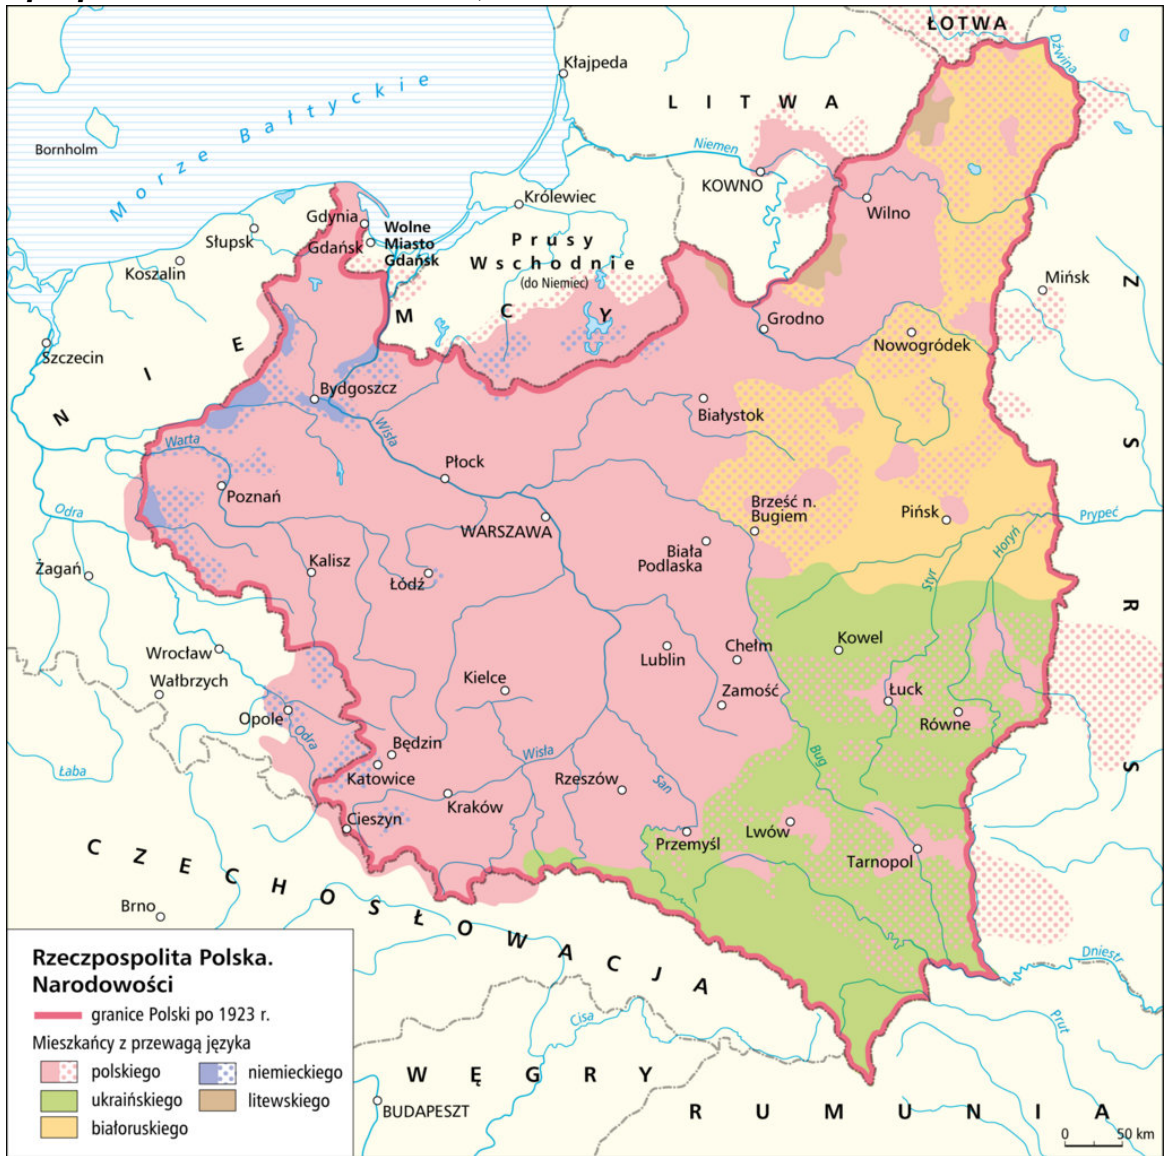 ŁOTWA
Dźwina
Kłajpeda
Morze Bałtyckie
LITWA
Bornholm
Niemen
KOWNO
Królewiec
Wilno
Gdynia
Wolne
Miasto
Gdańsk
Gdańsk
Słupsk
Prusy
Wschodnie
(do Niemiec)
Koszalin
Mińsk
NIEMCY
Grodno
Nowogródek
Szczecin
Bydgoszcz
Białystok
Wisła
Warta
Płock
Poznań
Brześć n.
Bugiem
Pińsk
Prypeć
Odra
WARSZAWA
Horyń
Biała
Podlaska
Kalisz
Łódź
Żagań
Styr
ZSRS
Kowel
Wrocław
Lublin
Chełm
Wałbrzych
Kielce
Zamość
Łuck
Opole
Równe
Odra
Będzin
Wisła
Bug
Łaba
Katowice
Rzeszów
San
Kraków
Cieszyn
Lwów
Przemyśl
Tarnopol
CZECHOSŁOWACJA
Brno
Dniestr
Rzeczpospolita Polska.
Narodowości
granice Polski po 1923 r.
Mieszkańcy z przewagą języka
polskiego
niemieckiego
ukraińskiego
litewskiego
białoruskiego
Cisa
Prut
WĘGRY
BUDAPESZT
RUMUNIA
0 50 km